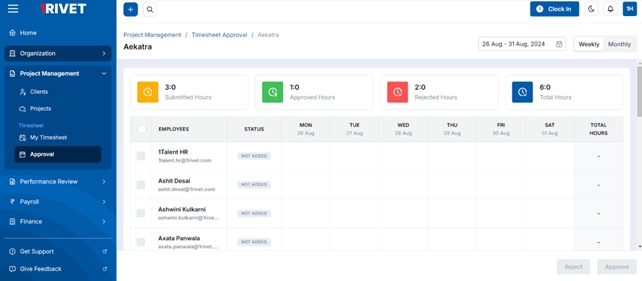 1RIVET
Clock In
1H
Home
Organization
Project Management
Clients
Projects
Timesheet
My Timesheet
Approval
Performance Review
Payroll
Finance
Get Support
Give Feedback
Project Management / Timesheet Approval / Aekatra
Aekatra
26 Aug - 31 Aug, 2024
Weekly Monthly
3:0
Submitted Hours
1:0
Approved Hours
2:0
Rejected Hours
6:0
Total Hours
EMPLOYEES STATUS MON TUE WED THU FRI SAT TOTAL HOURS
26 Aug 27 Aug 28 Aug 29 Aug 30 Aug 31 Aug
1Talent HR
1talent.hr@1rivet.com
NOT ADDED -
Ashit Desai
ashit.desai@1rivet.com
NOT ADDED -
Ashwini Kulkarni
ashwini.kulkarni@1rive...
NOT ADDED -
Axata Panwala
axata.panwala@1rivet....
NOT ADDED -
Reject Approve